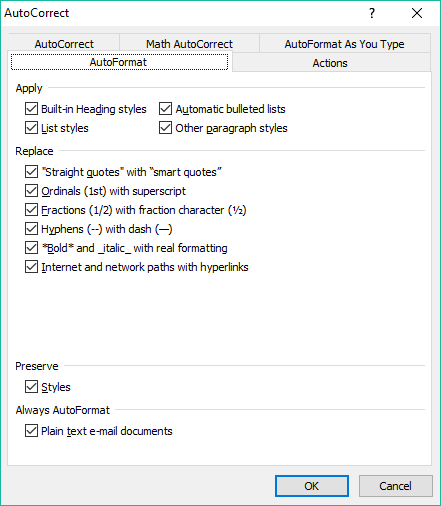 AutoCorrect ? ×
AutoCorrect Math AutoCorrect AutoFormat As You Type
AutoFormat Actions
Apply
Built-in Heading styles Automatic bulleted lists
List styles Other paragraph styles
Replace
"Straight quotes" with “smart quotes”
Ordinals (1st) with superscript
Fractions (1/2) with fraction character (½)
Hyphens (--) with dash (—)
*Bold* and _italic_ with real formatting
Internet and network paths with hyperlinks
Preserve
Styles
Always AutoFormat
Plain text e-mail documents
OK Cancel